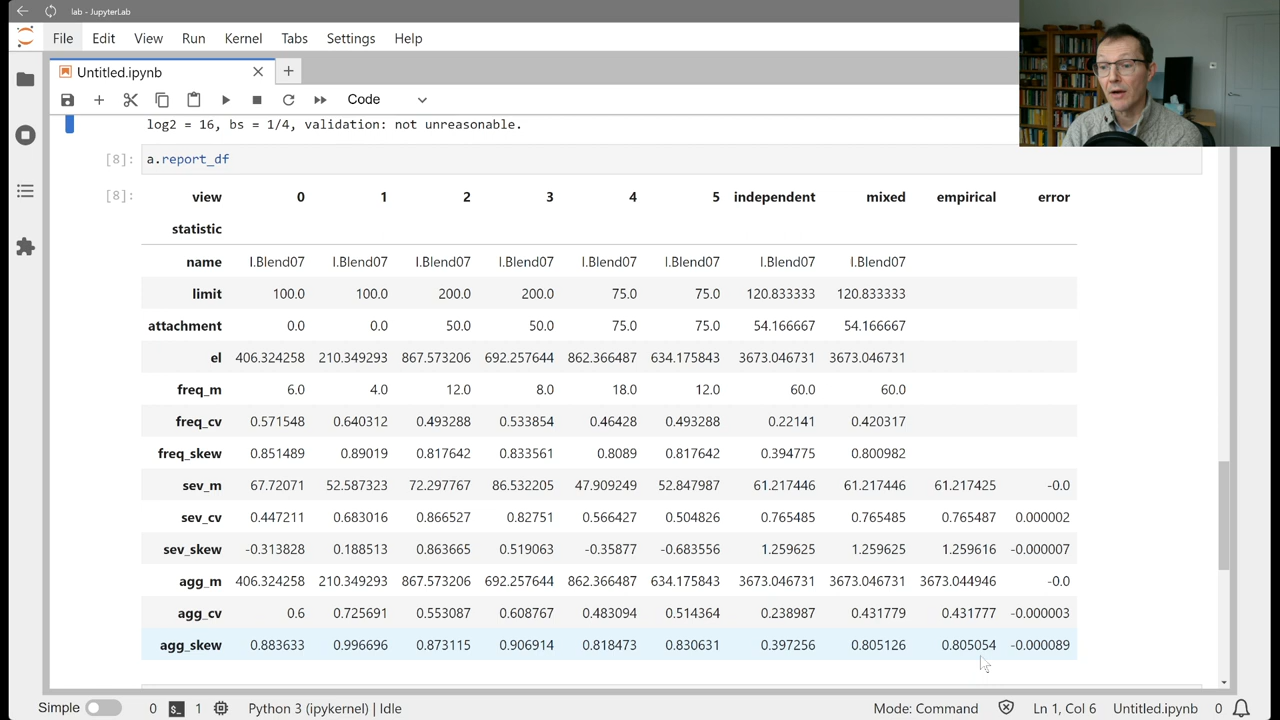 lab - JupyterLab
File Edit View Run Kernel Tabs Settings Help
Untitled.ipynb
Code
log2 = 16, bs = 1/4, validation: not unreasonable.
[8]: a.report_df
[8]: view 0 1 2 3 4 5 independent mixed empirical error
statistic
name I.Blend07 I.Blend07 I.Blend07 I.Blend07 I.Blend07 I.Blend07 I.Blend07 I.Blend07
limit 100.0 100.0 200.0 200.0 75.0 75.0 120.833333 120.833333
attachment 0.0 0.0 50.0 50.0 75.0 75.0 54.166667 54.166667
el 406.324258 210.349293 867.573206 692.257644 862.366487 634.175843 3673.046731 3673.046731
freq_m 6.0 4.0 12.0 8.0 18.0 12.0 60.0 60.0
freq_cv 0.571548 0.640312 0.493288 0.533854 0.46428 0.493288 0.22141 0.420317
freq_skew 0.851489 0.89019 0.817642 0.833561 0.8089 0.817642 0.394775 0.800982
sev_m 67.72071 52.587323 72.297767 86.532205 47.909249 52.847987 61.217446 61.217446 61.217425 -0.0
sev_cv 0.447211 0.683016 0.866527 0.82751 0.566427 0.504826 0.765485 0.765485 0.765487 0.000002
sev_skew -0.313828 0.188513 0.863665 0.519063 -0.35877 -0.683556 1.259625 1.259625 1.259616 -0.000007
agg_m 406.324258 210.349293 867.573206 692.257644 862.366487 634.175843 3673.046731 3673.046731 3673.044946 -0.0
agg_cv 0.6 0.725691 0.553087 0.608767 0.483094 0.514364 0.238987 0.431779 0.431777 -0.000003
agg_skew 0.883633 0.996696 0.873115 0.906914 0.818473 0.830631 0.397256 0.805126 0.805054 -0.000089
Simple 0 $_ 1 Python 3 (ipykernel) | Idle Mode: Command Ln 1, Col 6 Untitled.ipynb 0